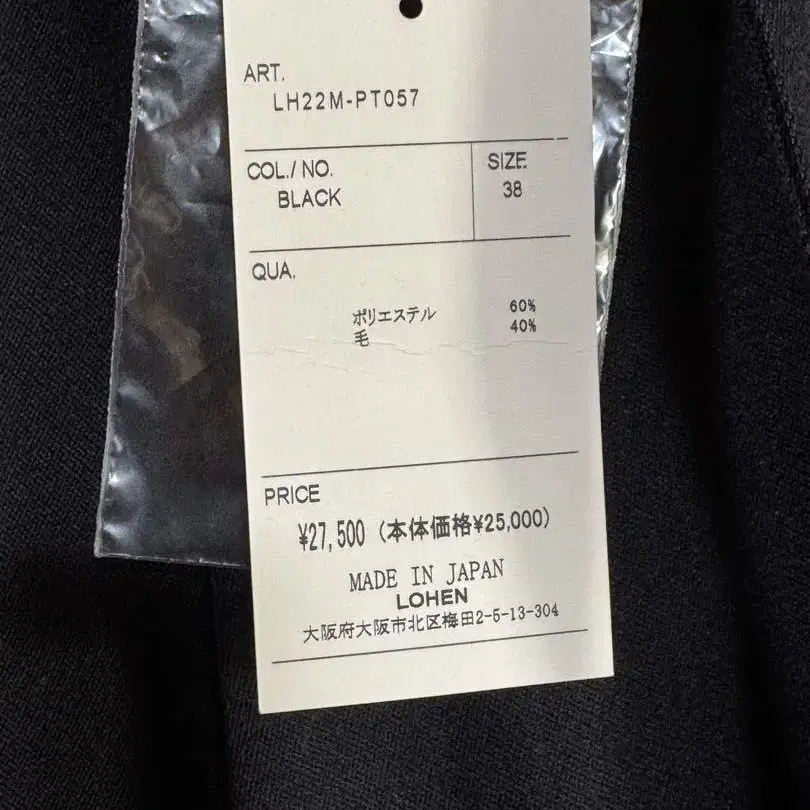 ART.
LH22M-PT057
COL./NO.
BLACK
SIZE
38
QUA.
ポリエステル 60%
毛 40%
PRICE
¥27,500 (本体価格¥25,000)
MADE IN JAPAN
LOHEN
大阪府大阪市北区梅田2-5-13-304